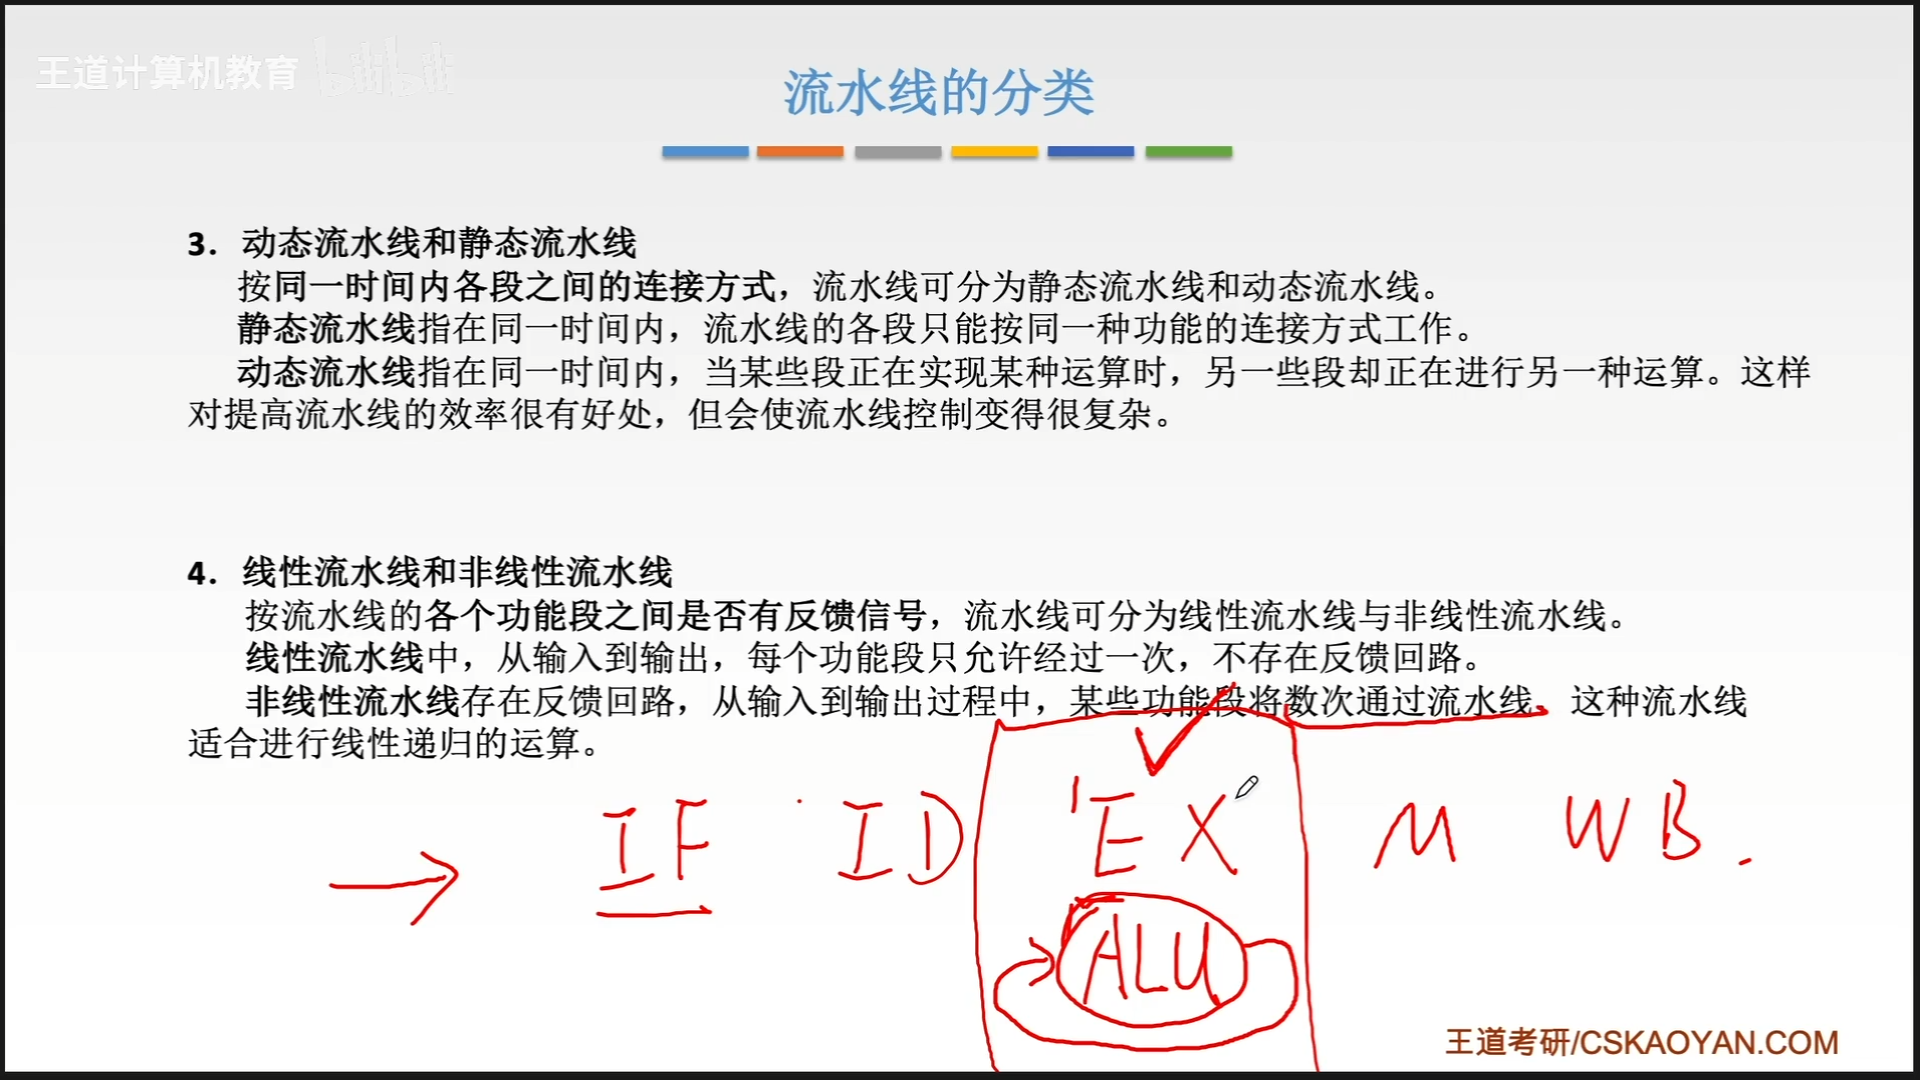 王道计算机教育 bilibili
流水线的分类
3. 动态流水线和静态流水线
按同一时间内各段之间的连接方式，流水线可分为静态流水线和动态流水线。
静态流水线指在同一时间内，流水线的各段只能按同一种功能的连接方式工作。
动态流水线指在同一时间内，当某些段正在实现某种运算时，另一些段却正在进行另一种运算。这样
对提高流水线的效率很有好处，但会使流水线控制变得很复杂。
4. 线性流水线和非线性流水线
按流水线的各个功能段之间是否有反馈信号，流水线可分为线性流水线与非线性流水线。
线性流水线中，从输入到输出，每个功能段只允许经过一次，不存在反馈回路。
非线性流水线存在反馈回路，从输入到输出过程中，某些功能段将数次通过流水线。这种流水线
适合进行线性递归的运算。
IF ID EX M WB.
ALU
王道考研/CSKAOYAN.COM